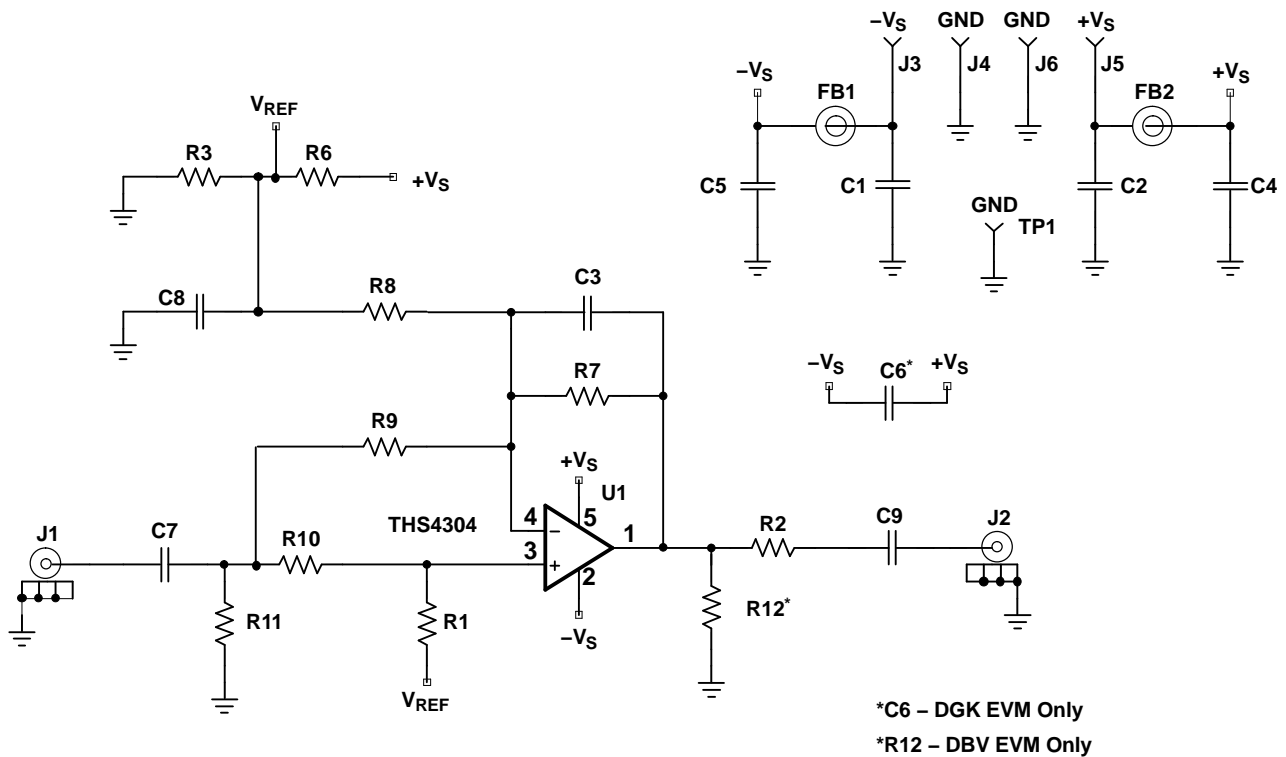 −VS GND GND +VS
J3 J4 J6 J5
−VS FB1 FB2 +VS
VREF
R3 R6
+VS
C5 C1 C2 C4
GND
TP1
C8 R8 C3
−VS C6* +VS
R7
R9
+VS
U1
THS4304
4 − 5 1
3 + 2
J1 C7 R10 R2 C9 J2
R11 R1 −VS R12*
VREF
*C6 – DGK EVM Only
*R12 – DBV EVM Only